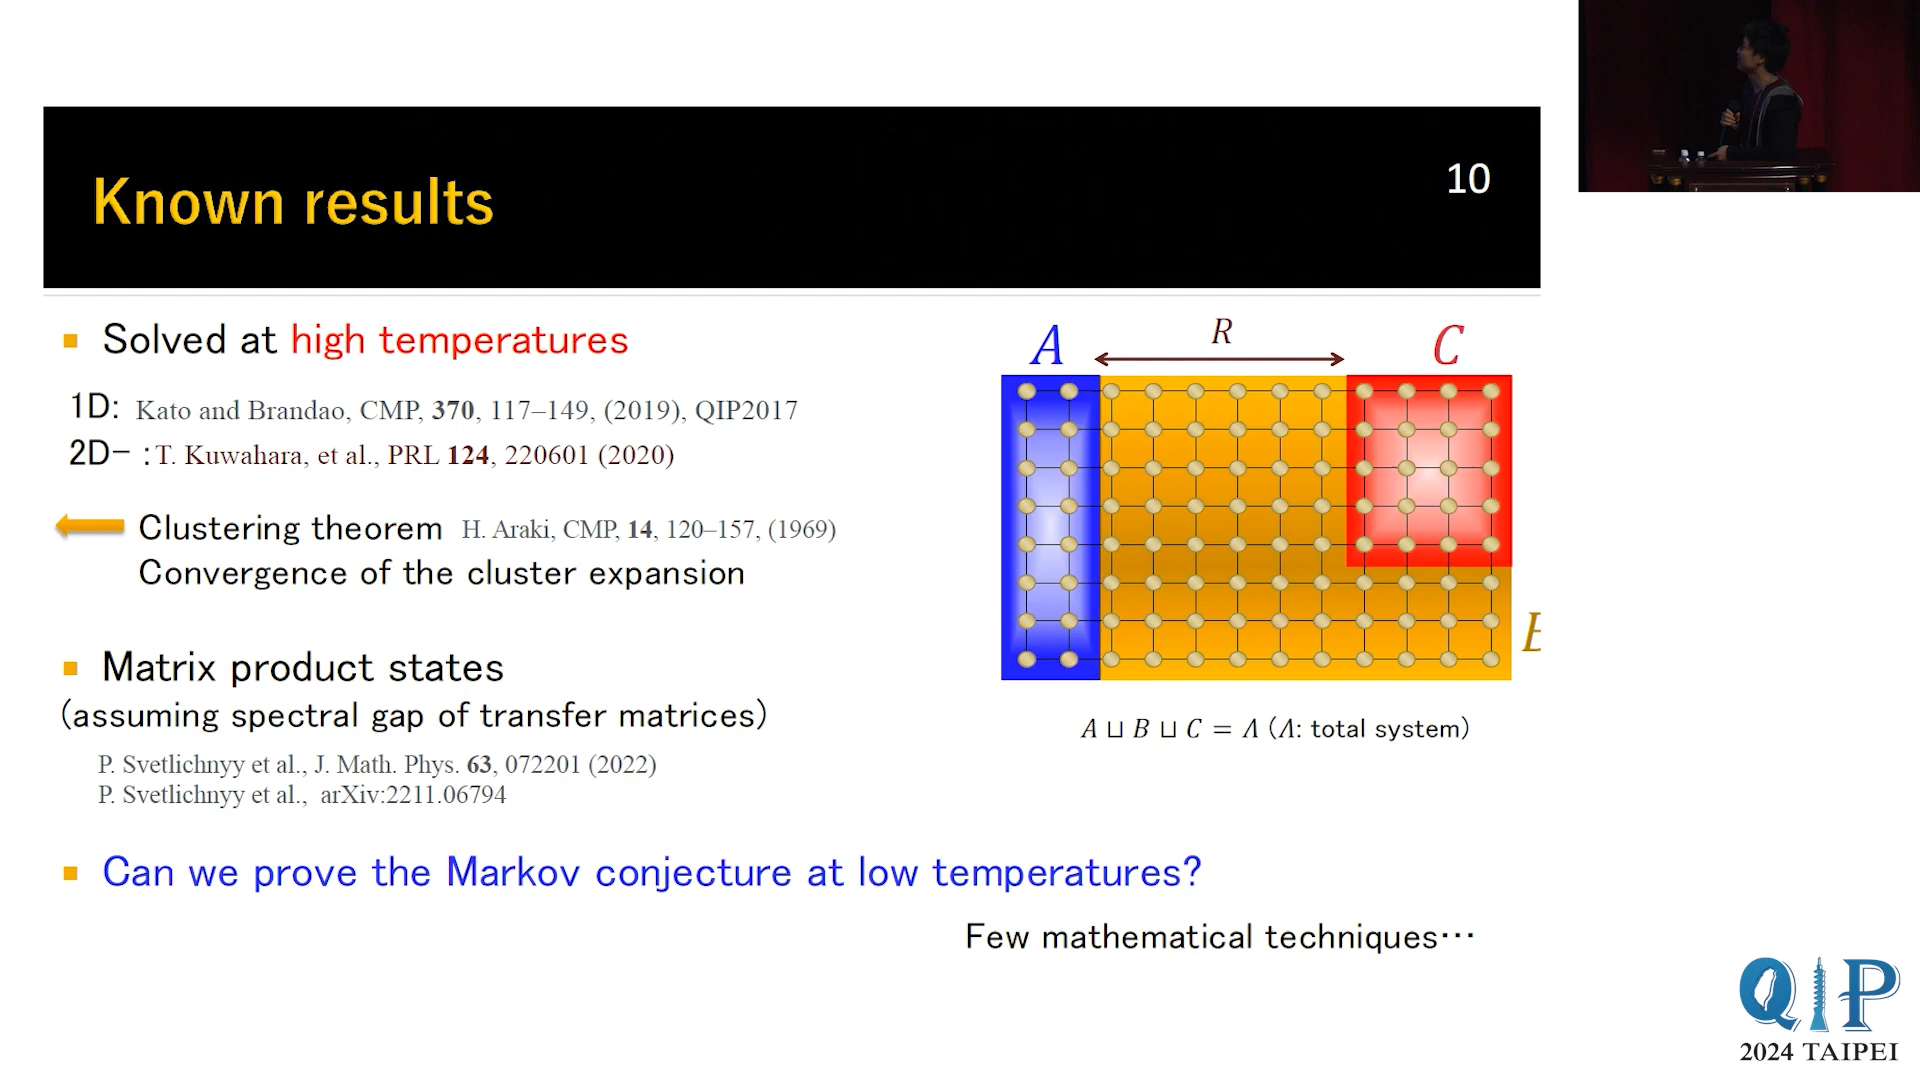 Known results
10
Solved at high temperatures
1D: Kato and Brandao, CMP, 370, 117–149, (2019), QIP2017
2D- : T. Kuwahara, et al., PRL 124, 220601 (2020)
Clustering theorem H. Araki, CMP, 14, 120–157, (1969)
Convergence of the cluster expansion
Matrix product states
(assuming spectral gap of transfer matrices)
P. Svetlichnyy et al., J. Math. Phys. 63, 072201 (2022)
P. Svetlichnyy et al., arXiv:2211.06794
Can we prove the Markov conjecture at low temperatures?
Few mathematical techniques…
A R C
A ⊔ B ⊔ C = Λ (Λ: total system)
QIP
2024 TAIPEI